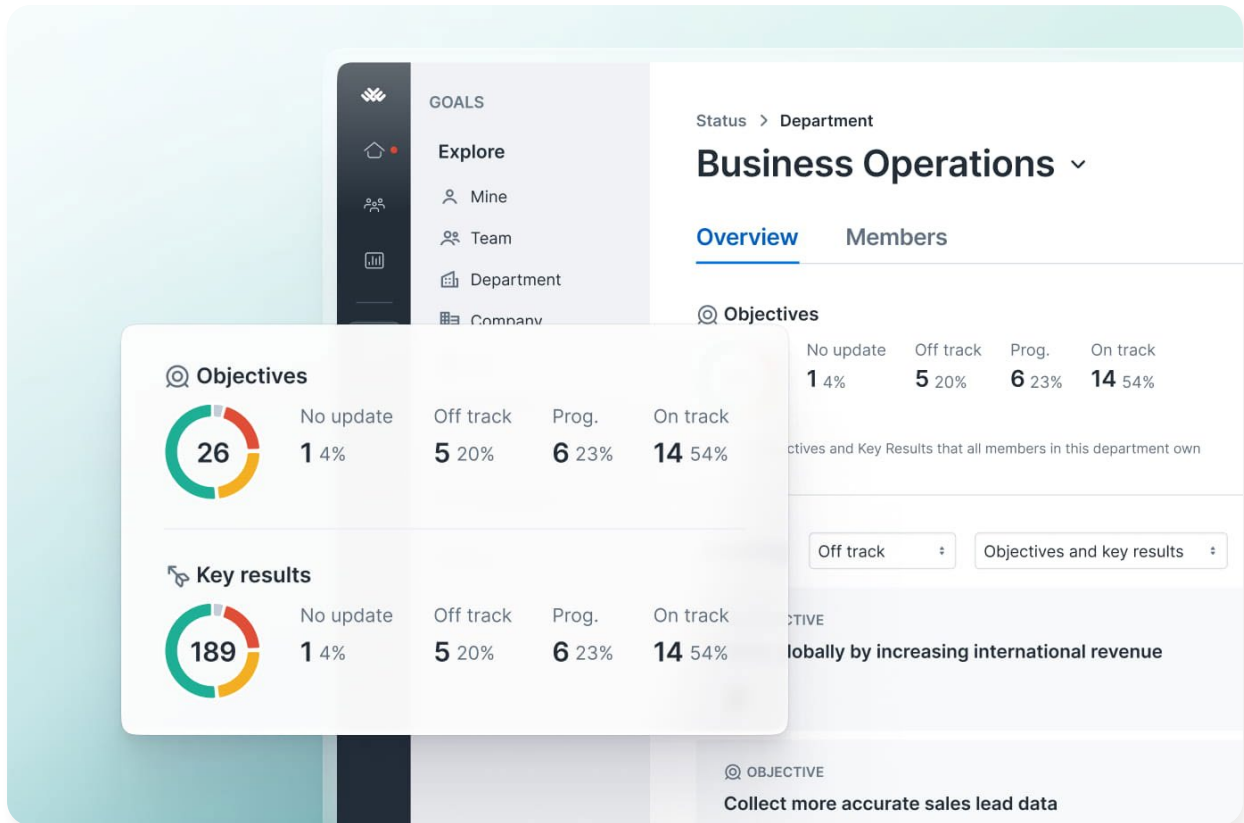 GOALS
Explore
Mine
Team
Department
Company
Status > Department
Business Operations
Overview Members
Objectives
No update Off track Prog. On track
1 4% 5 20% 6 23% 14 54%
and Key Results that all members in this department own
Off track Objectives and key results
by increasing international revenue
OBJECTIVE
Collect more accurate sales lead data
Objectives
26
No update Off track Prog. On track
1 4% 5 20% 6 23% 14 54%
Key results
189
No update Off track Prog. On track
1 4% 5 20% 6 23% 14 54%